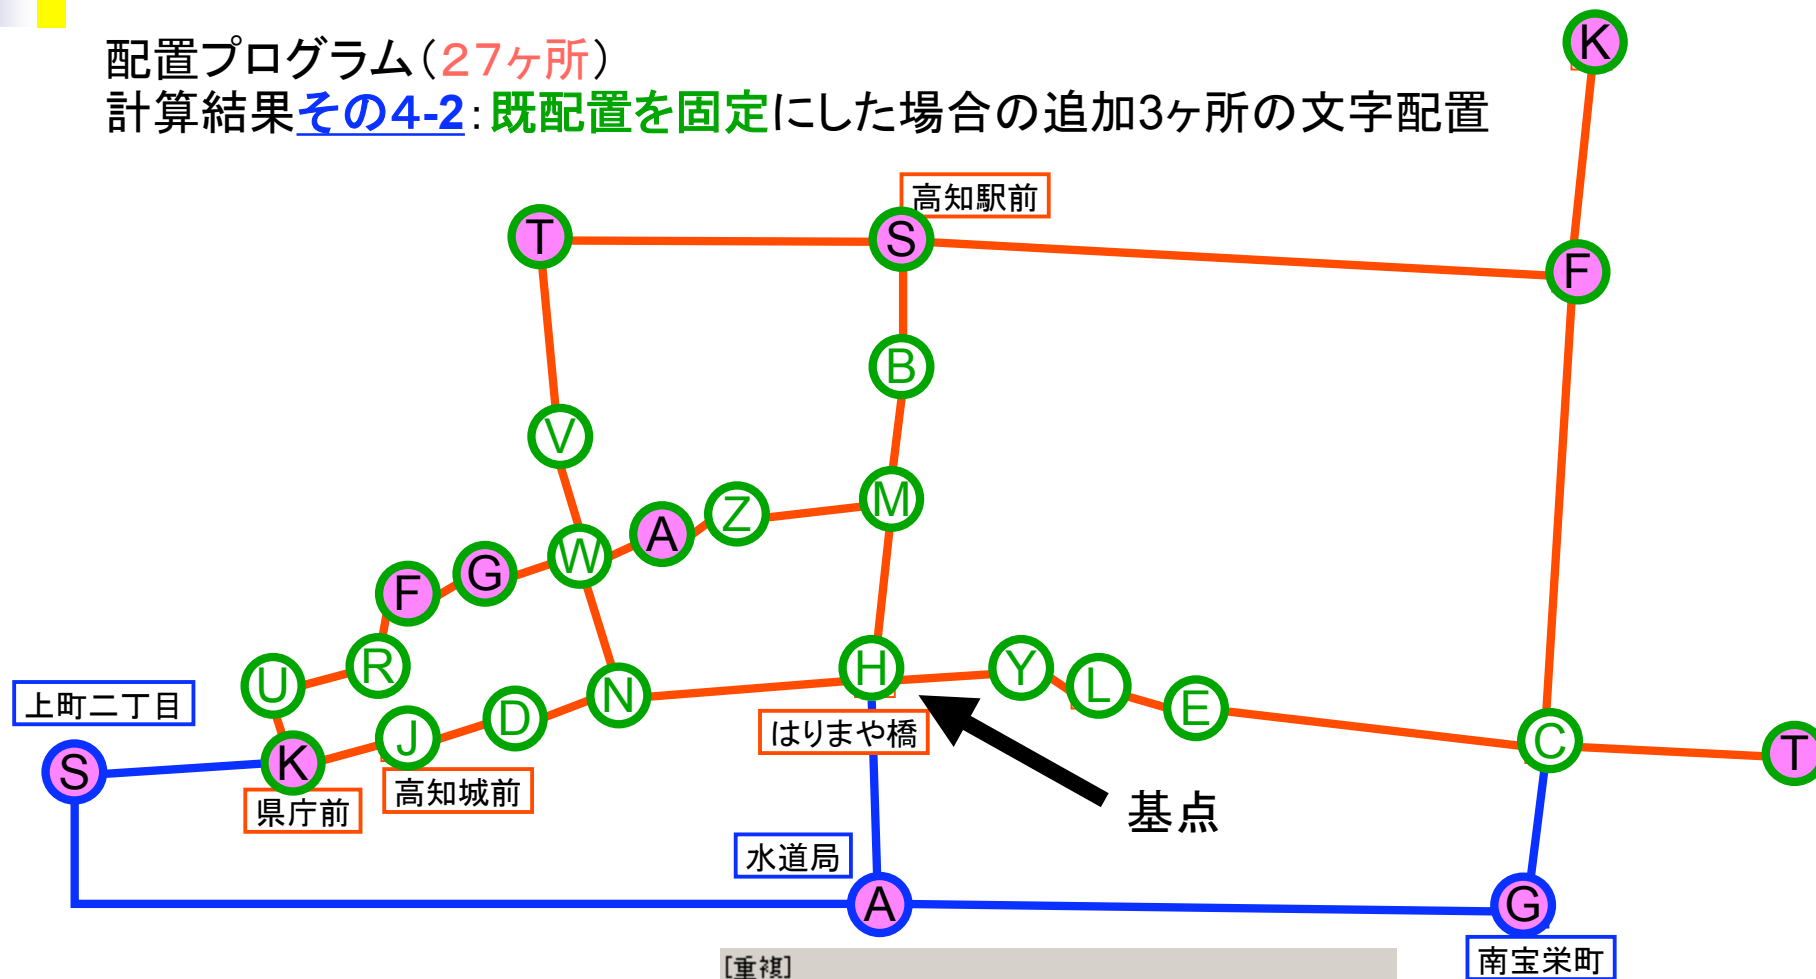 配置プログラム（２７ヶ所）
計算結果その４-２：既配置を固定にした場合の追加３ヶ所の文字配置
K
高知駅前
T
S
F
B
V
M
Z
A
W
G
F
H
Y
R
L
U
N
E
D
J
C
上町二丁目
はりまや橋
K
S
T
高知城前
県庁前
基点
水道局
A
G
南宝栄町
[重複]